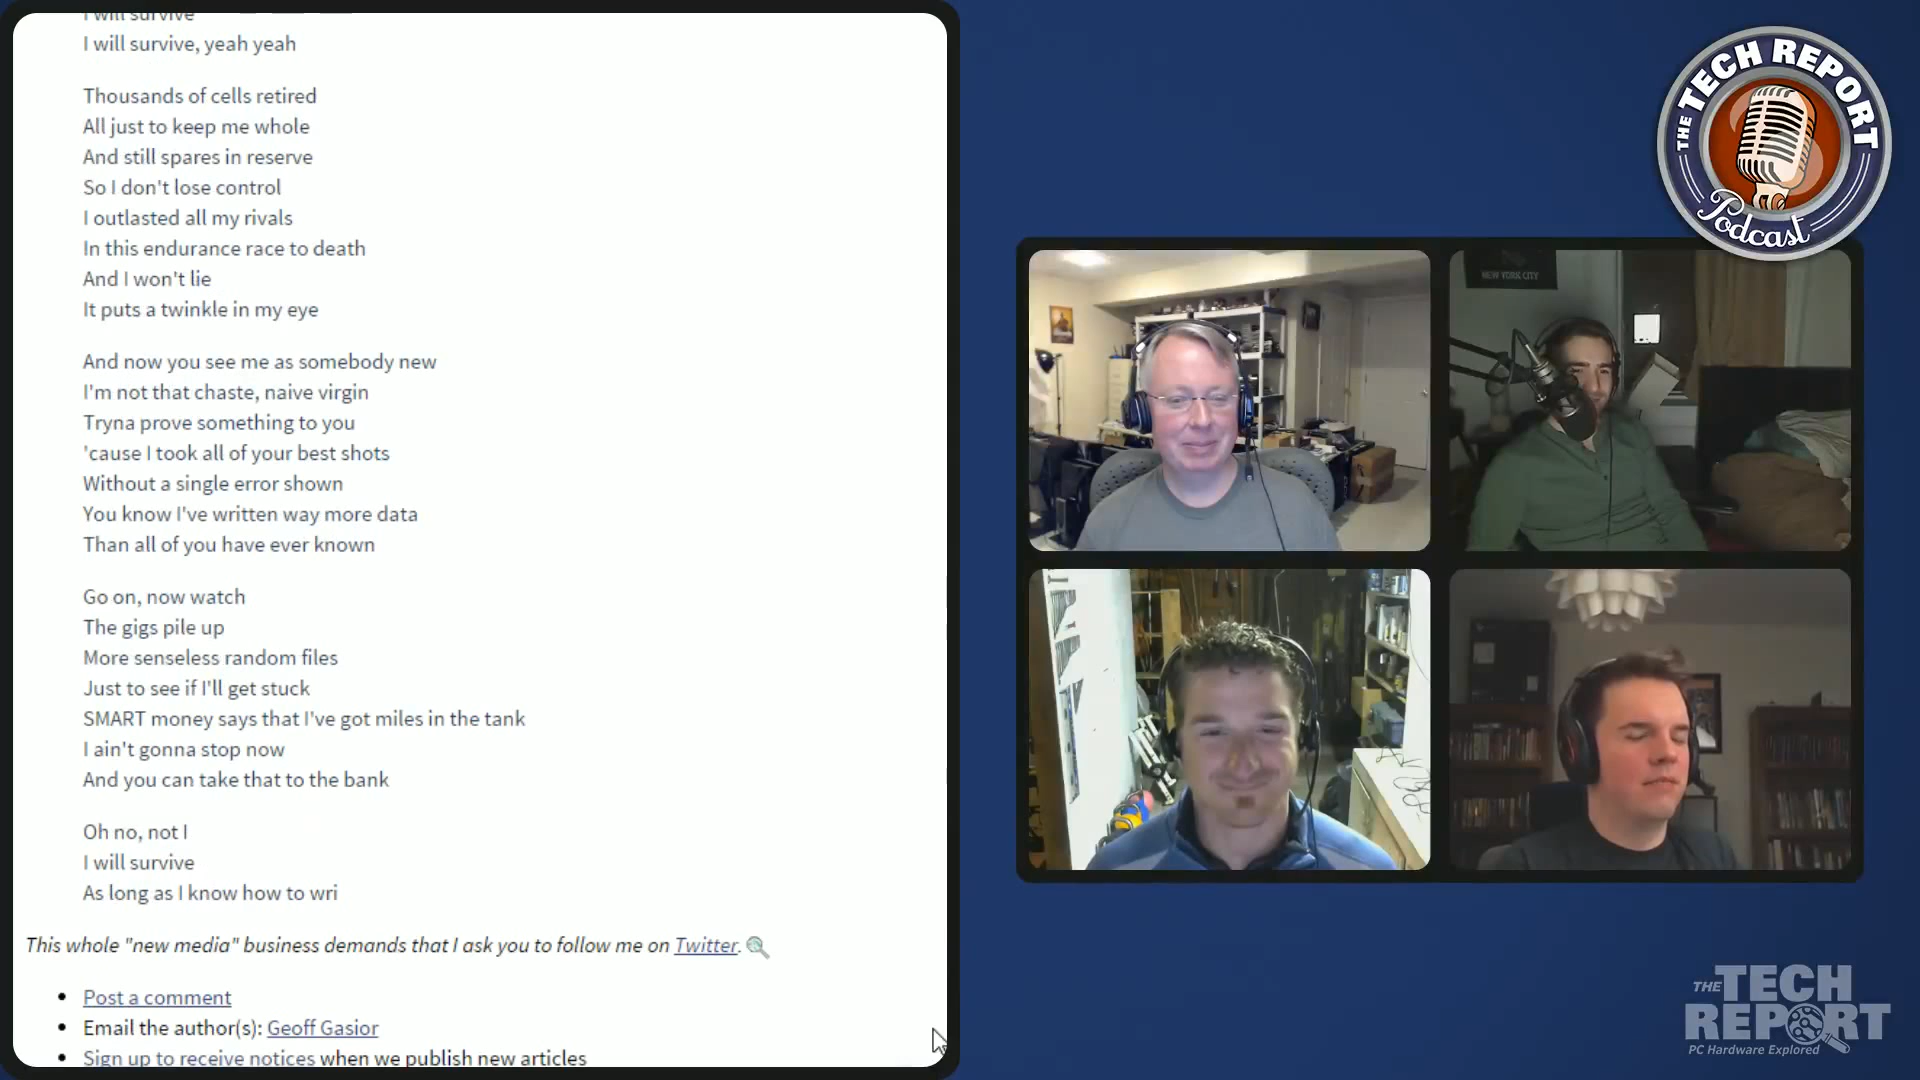 I will survive
I will survive, yeah yeah
Thousands of cells retired
All just to keep me whole
And still spares in reserve
So I don't lose control
I outlasted all my rivals
In this endurance race to death
And I won't lie
It puts a twinkle in my eye
And now you see me as somebody new
I'm not that chaste, naive virgin
Tryna prove something to you
'cause I took all of your best shots
Without a single error shown
You know I've written way more data
Than all of you have ever known
Go on, now watch
The gigs pile up
More senseless random files
Just to see if I'll get stuck
SMART money says that I've got miles in the tank
I ain't gonna stop now
And you can take that to the bank
Oh no, not I
I will survive
As long as I know how to wri
This whole "new media" business demands that I ask you to follow me on Twitter.
• Post a comment
• Email the author(s): Geoff Gasior
• Sign up to receive notices when we publish new articles
THE TECH REPORT
Podcast
NEW YORK CITY
THE TECH
REPORT
PC Hardware Explored